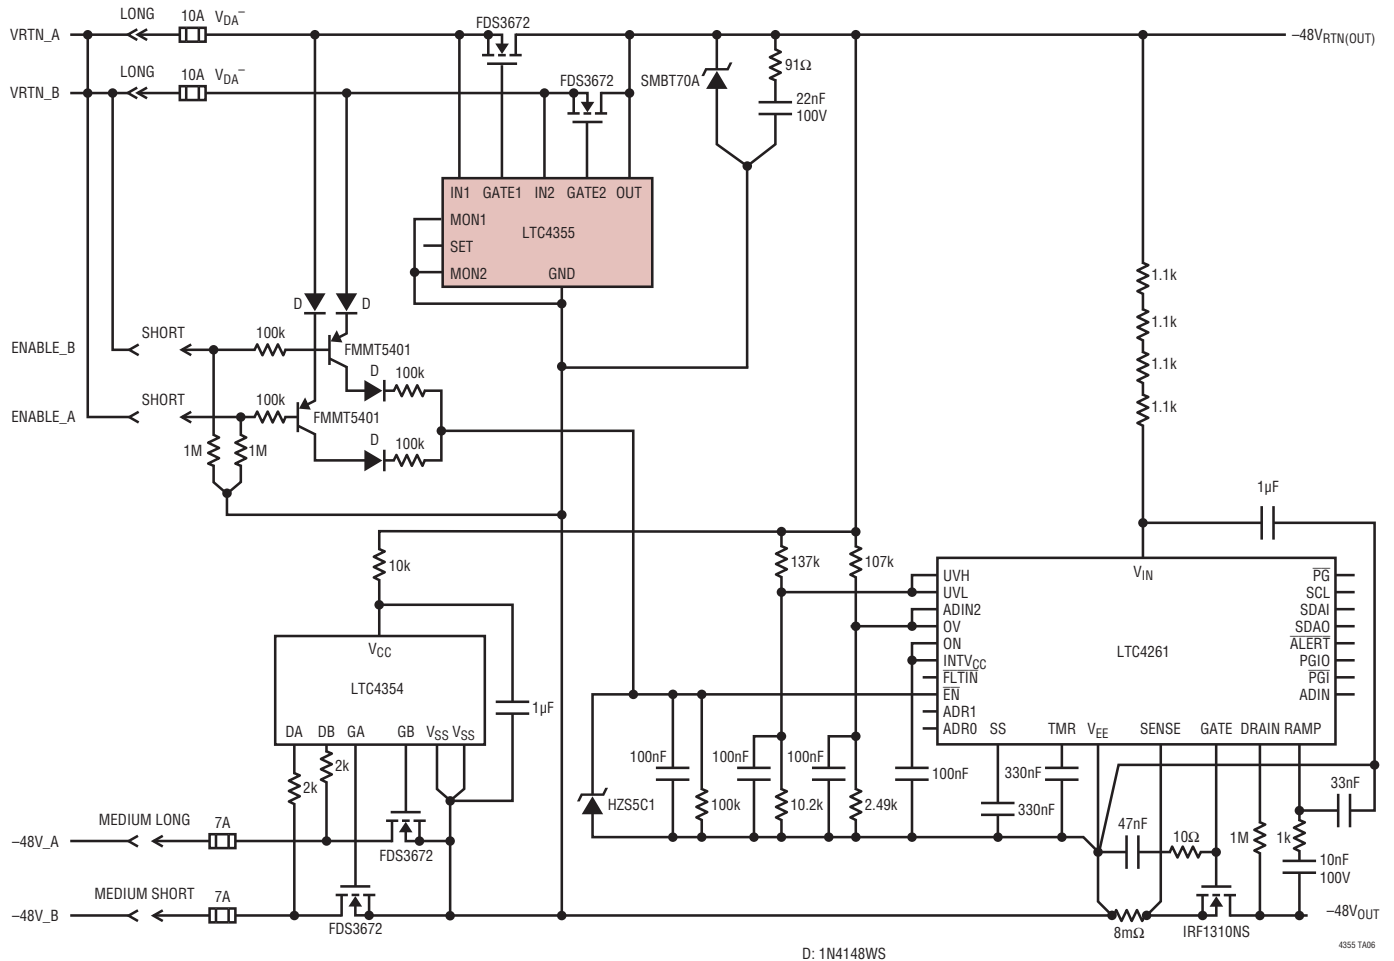 LONG 10A VDA– FDS3672
VRTN_A –48VRTN(OUT)
LONG 10A VDA– FDS3672 SMBT70A 91Ω
VRTN_B
22nF
100V
IN1 GATE1 IN2 GATE2 OUT
MON1
LTC4355
SET
MON2 GND
1.1k
D D
1.1k
SHORT 100k
ENABLE_B FMMT5401
1.1k
D 100k
SHORT 100k
ENABLE_A FMMT5401
1.1k
D 100k
1M 1M
1µF
10k 137k 107k
VIN
UVH
UVL
ADIN2
OV
ON
INTVCC
FLTIN
EN
ADR1
ADR0 SS TMR VEE SENSE GATE DRAIN RAMP
LTC4261
PG
SCL
SDAI
SDAO
ALERT
PGIO
PGI
ADIN
VCC
LTC4354
1µF
DA DB GA GB VSS VSS
2k
2k
100nF 100nF 100nF 100nF 330nF
HZS5C1 100k 10.2k 2.49k 330nF
33nF
47nF 10Ω 1M 1k
10nF
100V
MEDIUM LONG 7A
–48V_A
FDS3672
MEDIUM SHORT 7A
–48V_B –48VOUT
FDS3672 8mΩ IRF1310NS
D: 1N4148WS
4355 TA06